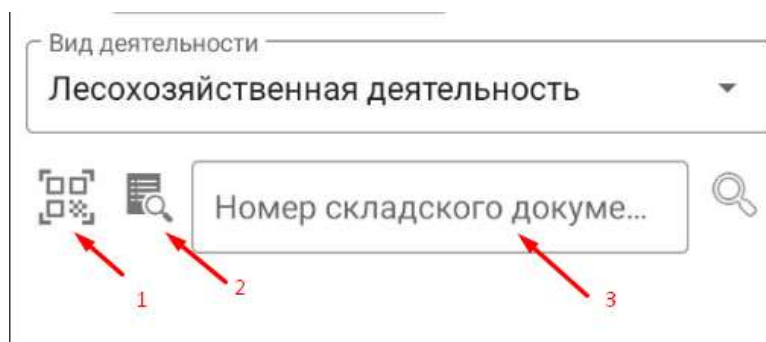 Вид деятельности
Лесохозяйственная деятельность
Номер складского докуме...
1
2
3